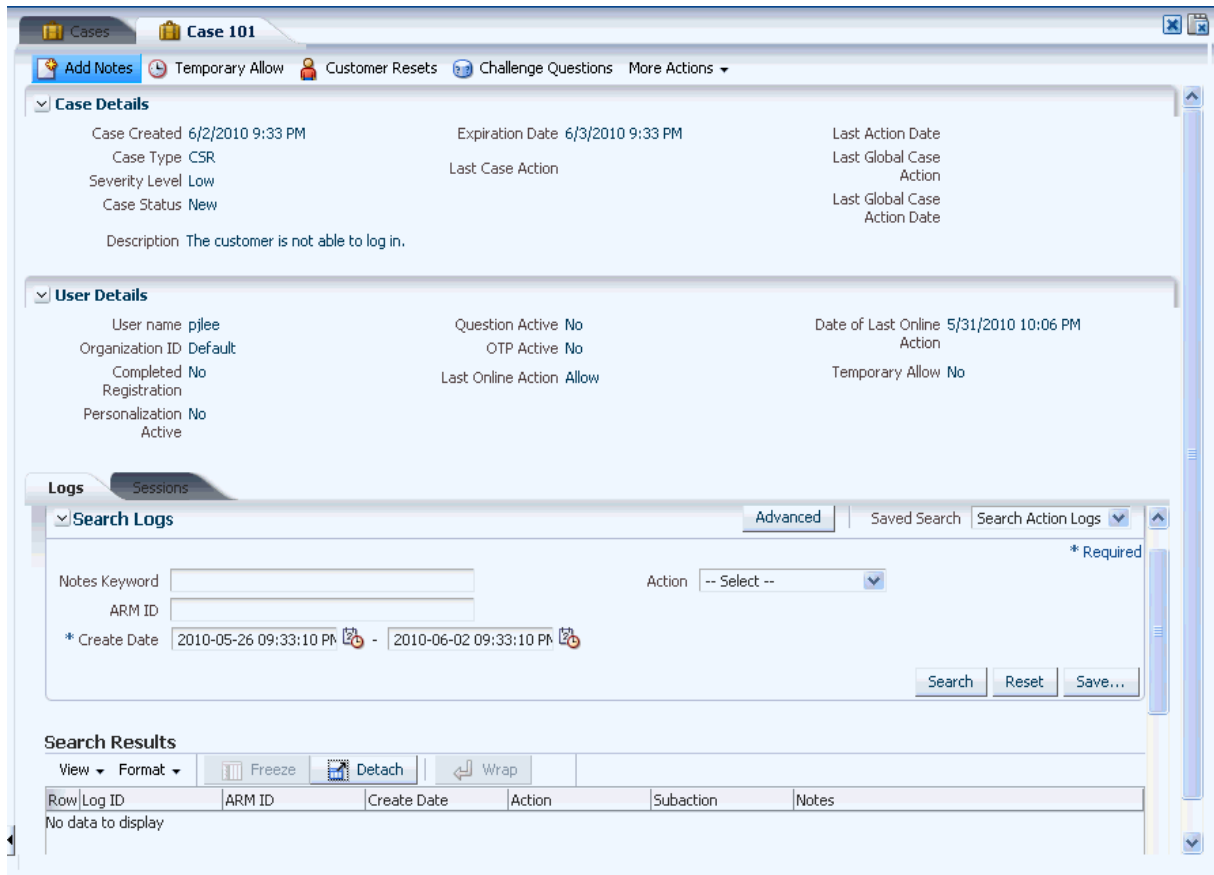 Cases Case 101
Add Notes Temporary Allow Customer Resets Challenge Questions More Actions
Case Details
Case Created 6/2/2010 9:33 PM Expiration Date 6/3/2010 9:33 PM Last Action Date
Case Type CSR Last Case Action Last Global Case Action
Severity Level Low
Case Status New Last Global Case Action Date
Description The customer is not able to log in.
User Details
User name pjlee Question Active No Date of Last Online Action 5/31/2010 10:06 PM
Organization ID Default OTP Active No
Completed Registration No Last Online Action Allow Temporary Allow No
Personalization Active No
Logs Sessions
Search Logs Advanced Saved Search Search Action Logs
* Required
Notes Keyword Action -- Select --
ARM ID
* Create Date 2010-05-26 09:33:10 PM - 2010-06-02 09:33:10 PM
Search Reset Save...
Search Results
View Format Freeze Detach Wrap
Row Log ID ARM ID Create Date Action Subaction Notes
No data to display